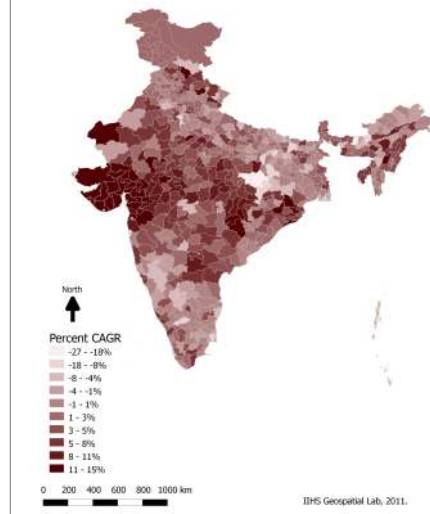 North
Percent CAGR
-27 - -18%
-18 - -8%
-8 - -4%
-4 - -1%
-1 - 1%
1 - 3%
3 - 5%
5 - 8%
8 - 11%
11 - 15%
0 200 400 600 800 1000 km
IIHS Geospatial Lab, 2011.